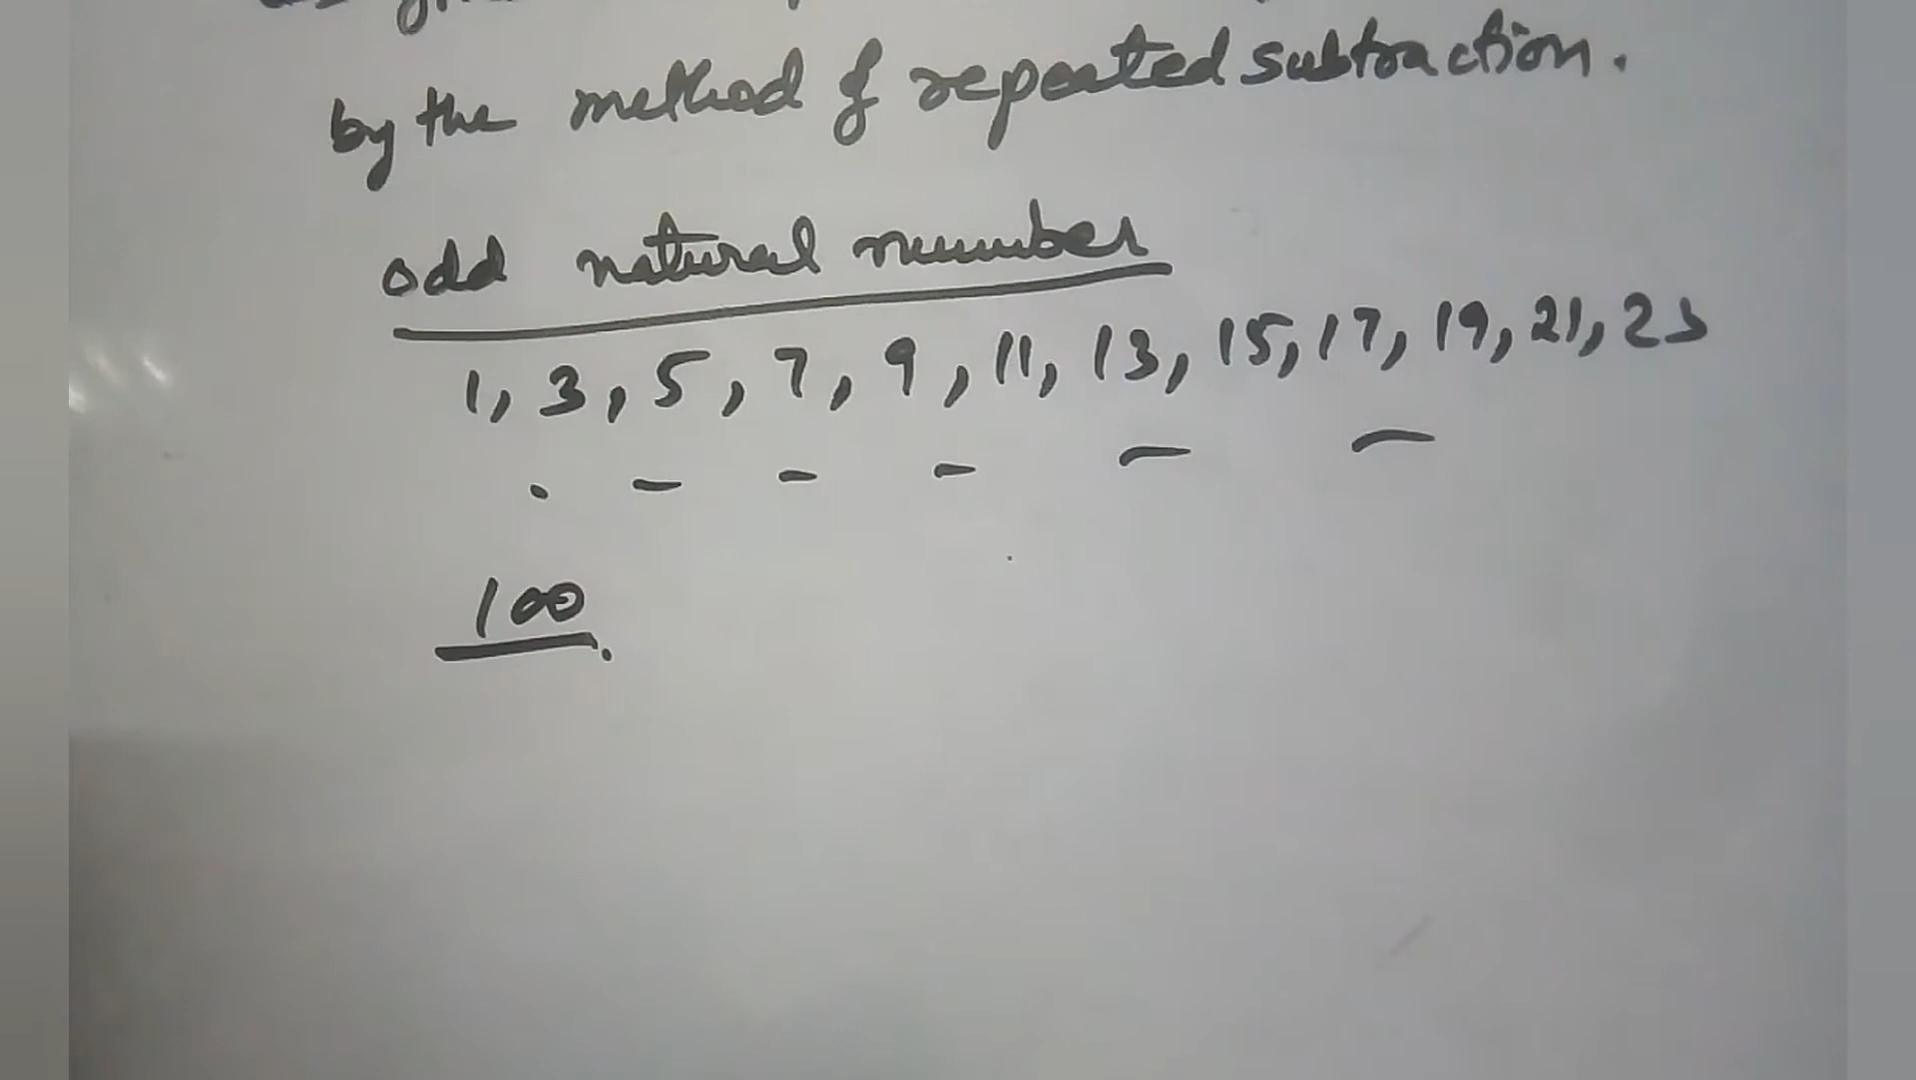 by the method of repeated subtraction.
odd natural number
1, 3, 5, 7, 9, 11, 13, 15, 17, 19, 21, 23
. - - - - -
100.